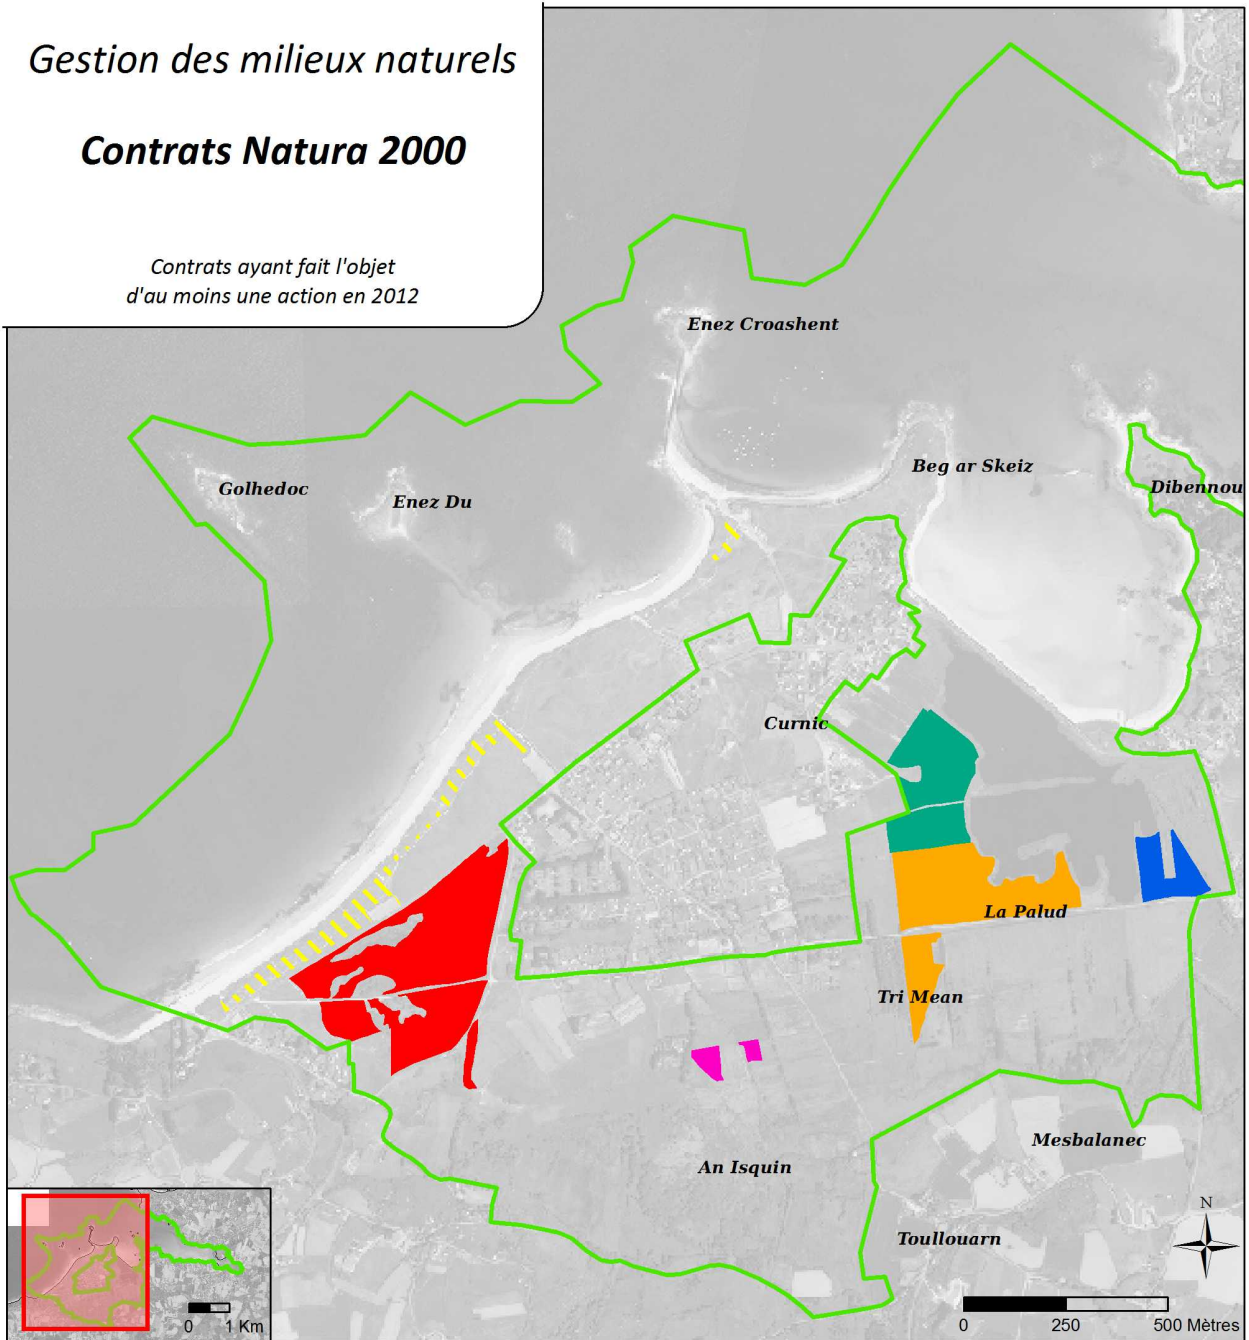 Gestion des milieux naturels
Contrats Natura 2000
Contrats ayant fait l'objet
d'au moins une action en 2012
Enez Croashent
Beg ar Skeiz
Golhedoc
Enez Du
Dibennou
Curnic
La Palud
Tri Mean
Mesbalanec
An Isquin
Toullouarn
N
0 1 Km
0 250 500 Mètres